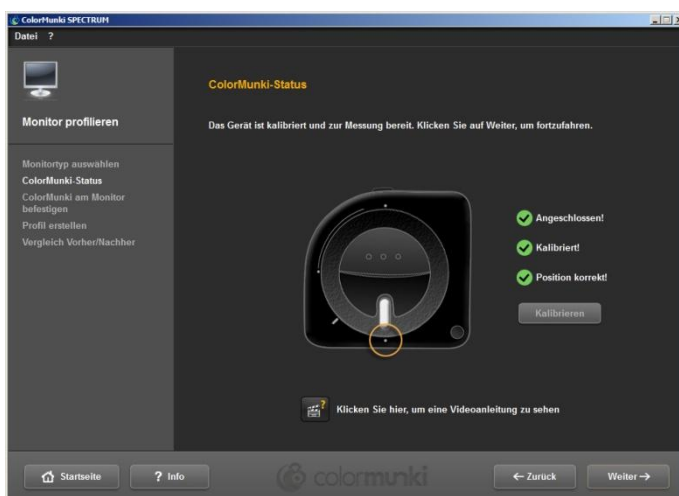 ColorMunki SPECTRUM
Datei ?
ColorMunki-Status
Monitor profilieren
Das Gerät ist kalibriert und zur Messung bereit. Klicken Sie auf Weiter, um fortzufahren.
Monitortyp auswählen
ColorMunki-Status
ColorMunki am Monitor
befestigen
Profil erstellen
Vergleich Vorher/Nachher
Angeschlossen!
Kalibriert!
Position korrekt!
Kalibrieren
Klicken Sie hier, um eine Videoanleitung zu sehen
Startseite
? Info
colormunki
← Zurück
Weiter →